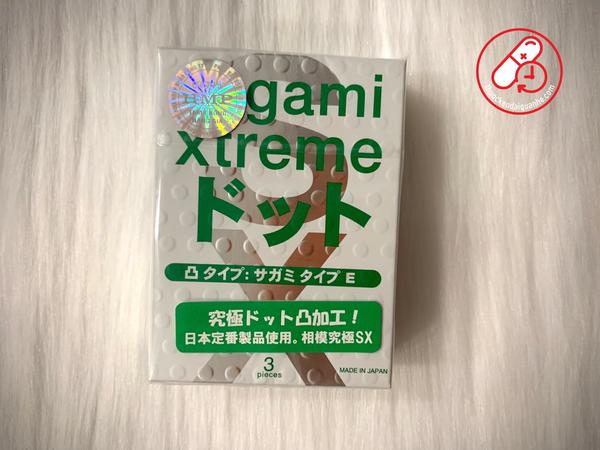 gami
xtreme
ドット
凸 タイプ: サガミ タイプ E
究極ドット凸加工!
日本定番製品使用。相模究極SX
3
pieces
MADE IN JAPAN